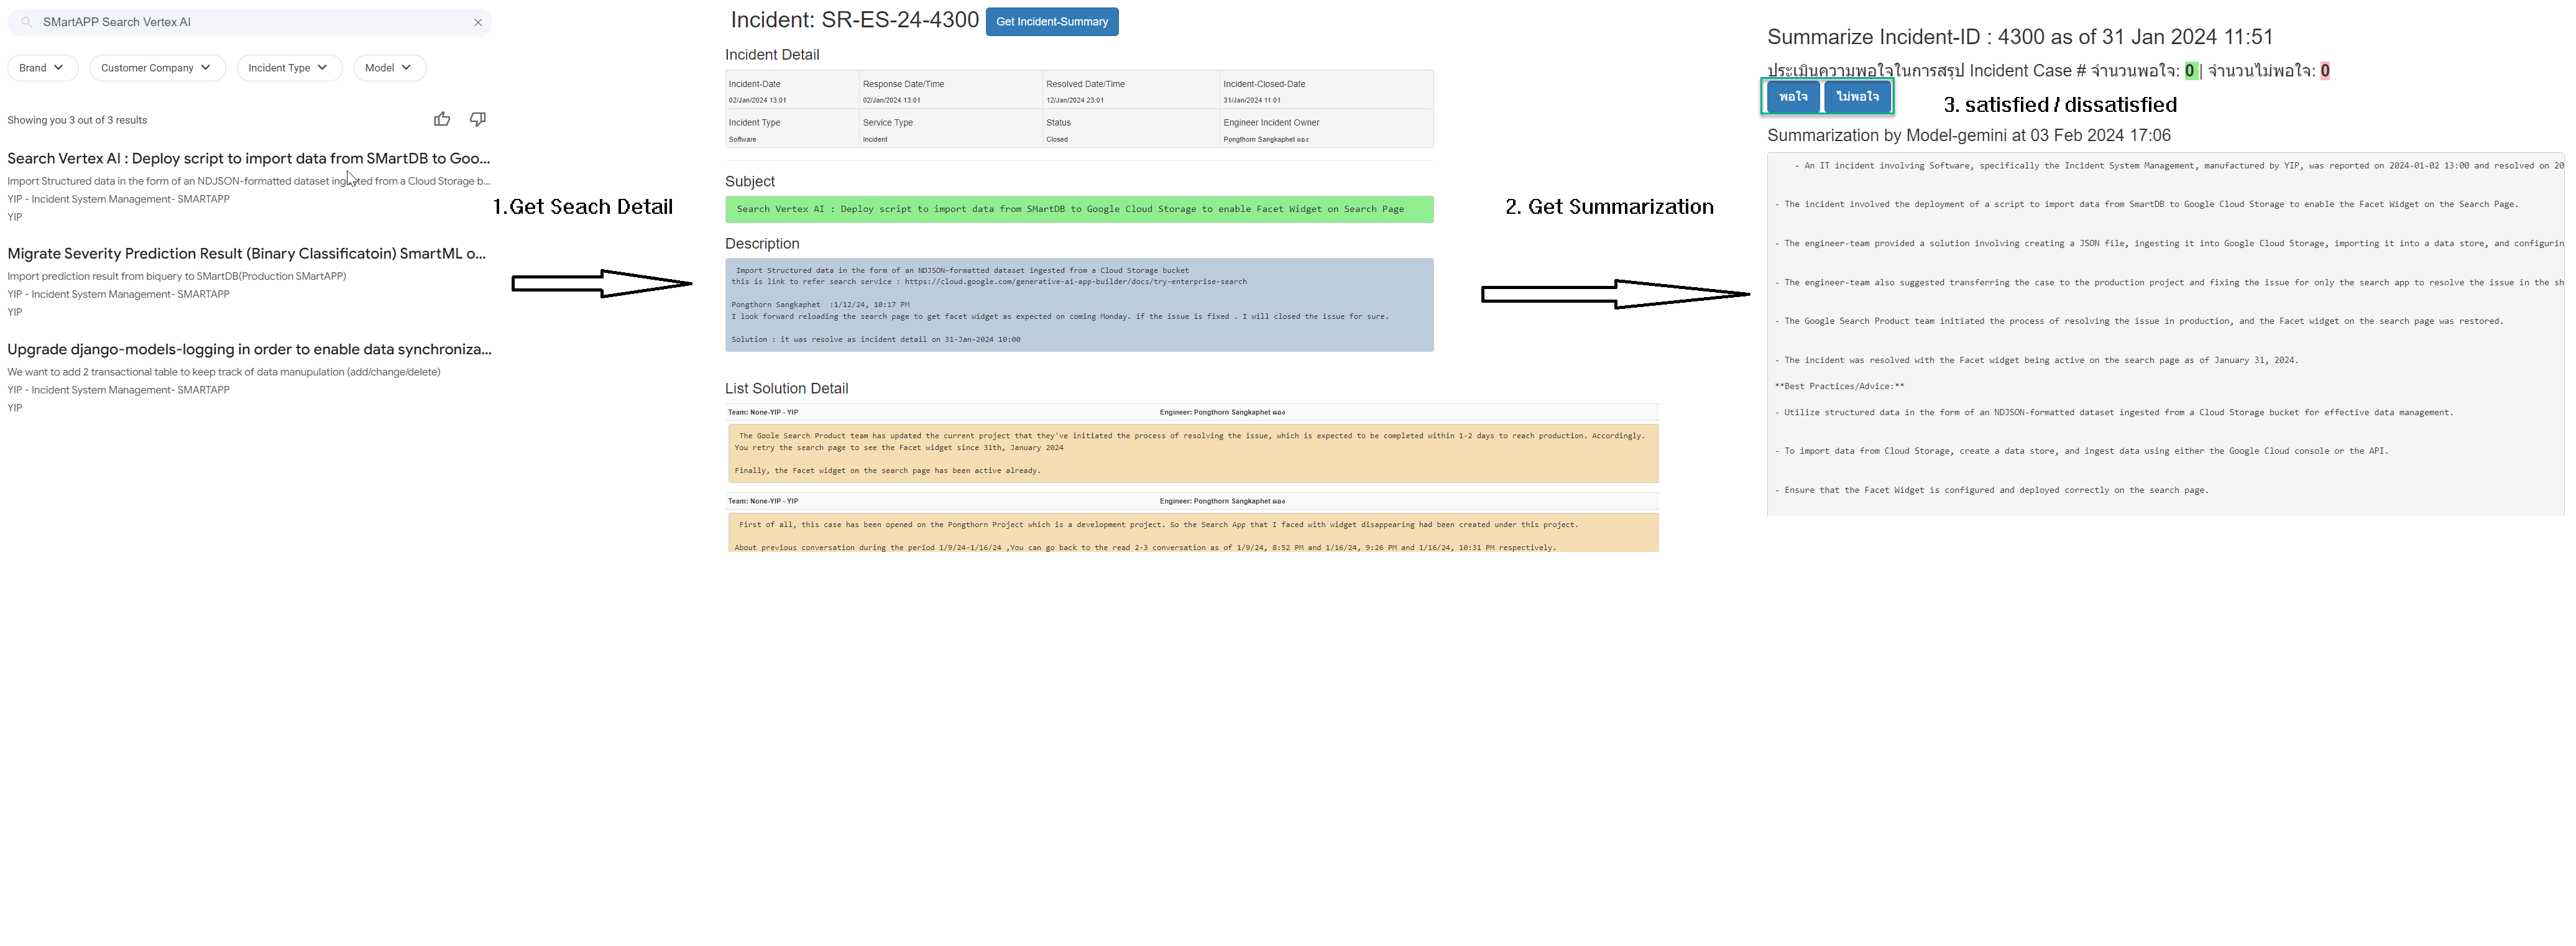 SMartAPP Search Vertex AI
Brand
Customer Company
Incident Type
Model
Showing you 3 out of 3 results
Search Vertex AI : Deploy script to import data from SMartDB to Goo...
Import Structured data in the form of an NDJSON-formatted dataset ingested from a Cloud Storage b...
YIP - Incident System Management- SMARTAPP
YIP
Migrate Severity Prediction Result (Binary Classificatoin) SmartML o...
Import prediction result from biquery to SMartDB(Production SMartAPP)
YIP - Incident System Management- SMARTAPP
YIP
Upgrade django-models-logging in order to enable data synchroniza...
We want to add 2 transactional table to keep track of data manupulation (add/change/delete)
YIP - Incident System Management- SMARTAPP
YIP
1.Get Seach Detail
Incident: SR-ES-24-4300
Get Incident-Summary
Incident Detail
Incident-Date
Response Date/Time
Resolved Date/Time
Incident-Closed-Date
02/Jan/2024 13:01
02/Jan/2024 13:01
12/Jan/2024 23:01
31/Jan/2024 11:01
Incident Type
Service Type
Status
Engineer Incident Owner
Software
Incident
Closed
Pongthorn Sangkaphet
Subject
Search Vertex AI : Deploy script to import data from SMartDB to Google Cloud Storage to enable Facet Widget on Search Page
Description
Import Structured data in the form of an NDJSON-formatted dataset ingested from a Cloud Storage bucket
this is link to refer search service : https://cloud.google.com/generative-ai-app-builder/docs/try-enterprise-search
Pongthorn Sangkaphet  :1/12/24, 10:17 PM
I look forward reloading the search page to get facet widget as expected on coming Monday. if the issue is fixed . I will closed the issue for sure.
Solution : it was resolve as incident detail on 31-Jan-2024 10:00
List Solution Detail
Team: None-YIP - YIP
Engineer: Pongthorn Sangkaphet
The Goole Search Product team has updated the current project that they've initiated the process of resolving the issue, which is expected to be completed within 1-2 days to reach production. Accordingly.
You retry the search page to see the Facet widget since 31th, January 2024
Finally, the Facet widget on the search page has been active already.
Team: None-YIP - YIP
Engineer: Pongthorn Sangkaphet
First of all, this case has been opened on the Pongthorn Project which is a development project. So the Search App that I faced with widget disappearing had been created under this project.
About previous conversation during the period 1/9/24-1/16/24 ,You can go back to the read 2-3 conversation as of 1/9/24, 8:52 PM and 1/16/24, 9:26 PM and 1/16/24, 10:31 PM respectively.
2. Get Summarization
Summarize Incident-ID : 4300 as of 31 Jan 2024 11:51
ประเมินความพอใจในการสรุป Incident Case # จำนวนพอใจ: 0 | จำนวนไม่พอใจ: 0
พอใจ
ไม่พอใจ
3. satisfied / dissatisfied
Summarization by Model-gemini at 03 Feb 2024 17:06
- An IT incident involving Software, specifically the Incident System Management, manufactured by YIP, was reported on 2024-01-02 13:00 and resolved on 20
- The incident involved the deployment of a script to import data from SMartDB to Google Cloud Storage to enable the Facet Widget on the Search Page.
- The engineer-team provided a solution involving creating a JSON file, ingesting it into Google Cloud Storage, importing it into a data store, and configurin
- The engineer-team also suggested transferring the case to the production project and fixing the issue for only the search app to resolve the issue in the sh
- The Google Search Product team initiated the process of resolving the issue in production, and the Facet widget on the search page was restored.
- The incident was resolved with the Facet widget being active on the search page as of January 31, 2024.
**Best Practices/Advice:**
- Utilize structured data in the form of an NDJSON-formatted dataset ingested from a Cloud Storage bucket for effective data management.
- To import data from Cloud Storage, create a data store, and ingest data using either the Google Cloud console or the API.
- Ensure that the Facet Widget is configured and deployed correctly on the search page.